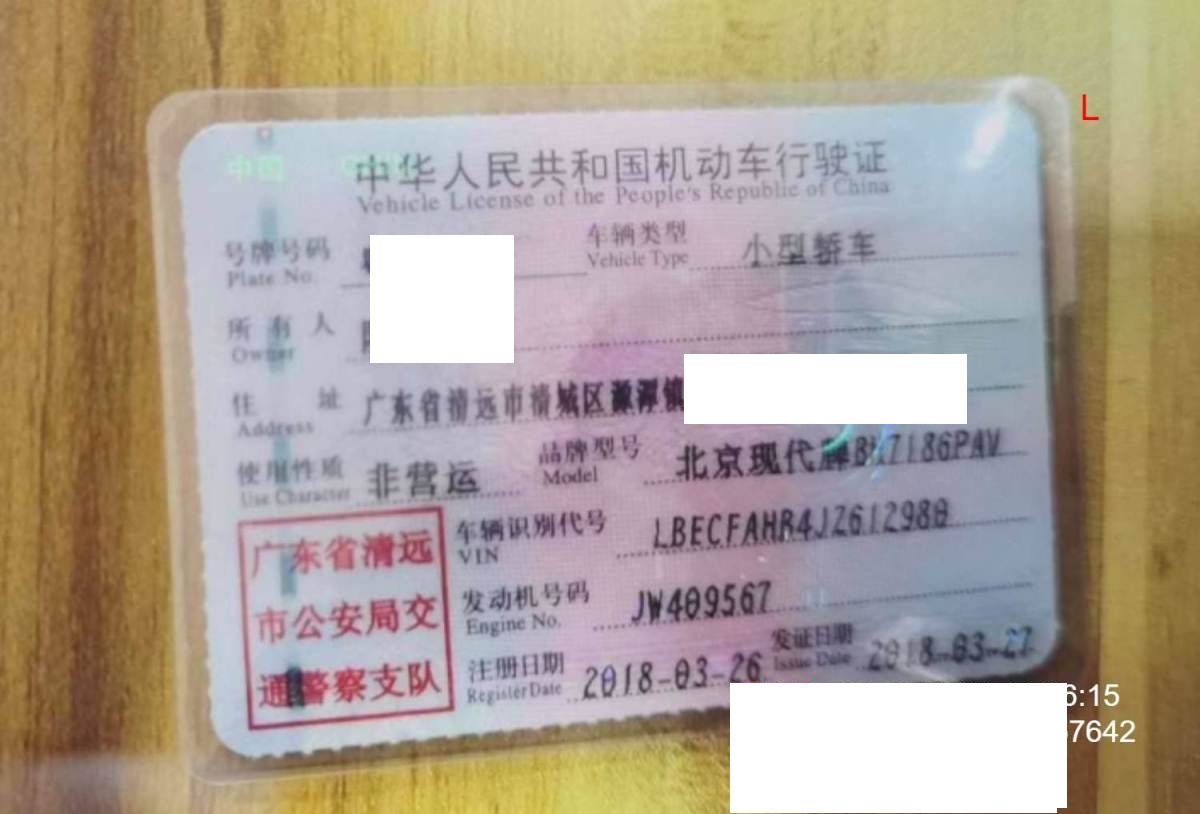 L
中国
中华人民共和国机动车行驶证
Vehicle License of the People's Republic of China
号牌号码
Plate No.
车辆类型 小型轿车
Vehicle Type
所有人
Owner
住址 广东省清远市清城区源潭镇
Address
使用性质 非营运
Use Character
品牌型号 北京现代牌BH7186PAV
Model
广东省清远
市公安局交
通警察支队
车辆识别代号 LBECFAHR4JZ612980
VIN
发动机号码 JW409567
Engine No.
注册日期 2018-03-26
Register Date
发证日期 2018-03-27
Issue Date
6:15
7642